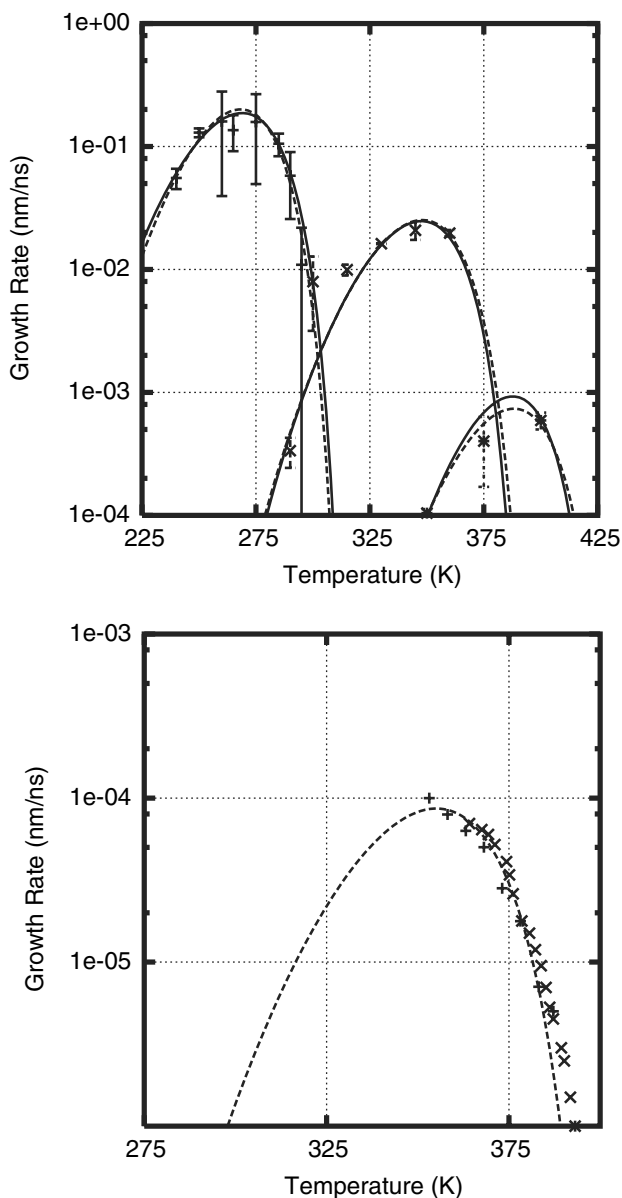 1e+00
1e-01
1e-02
1e-03
1e-04
Growth Rate (nm/ns)
225 275 325 375 425
Temperature (K)
1e-03
1e-04
1e-05
Growth Rate (nm/ns)
275 325 375
Temperature (K)